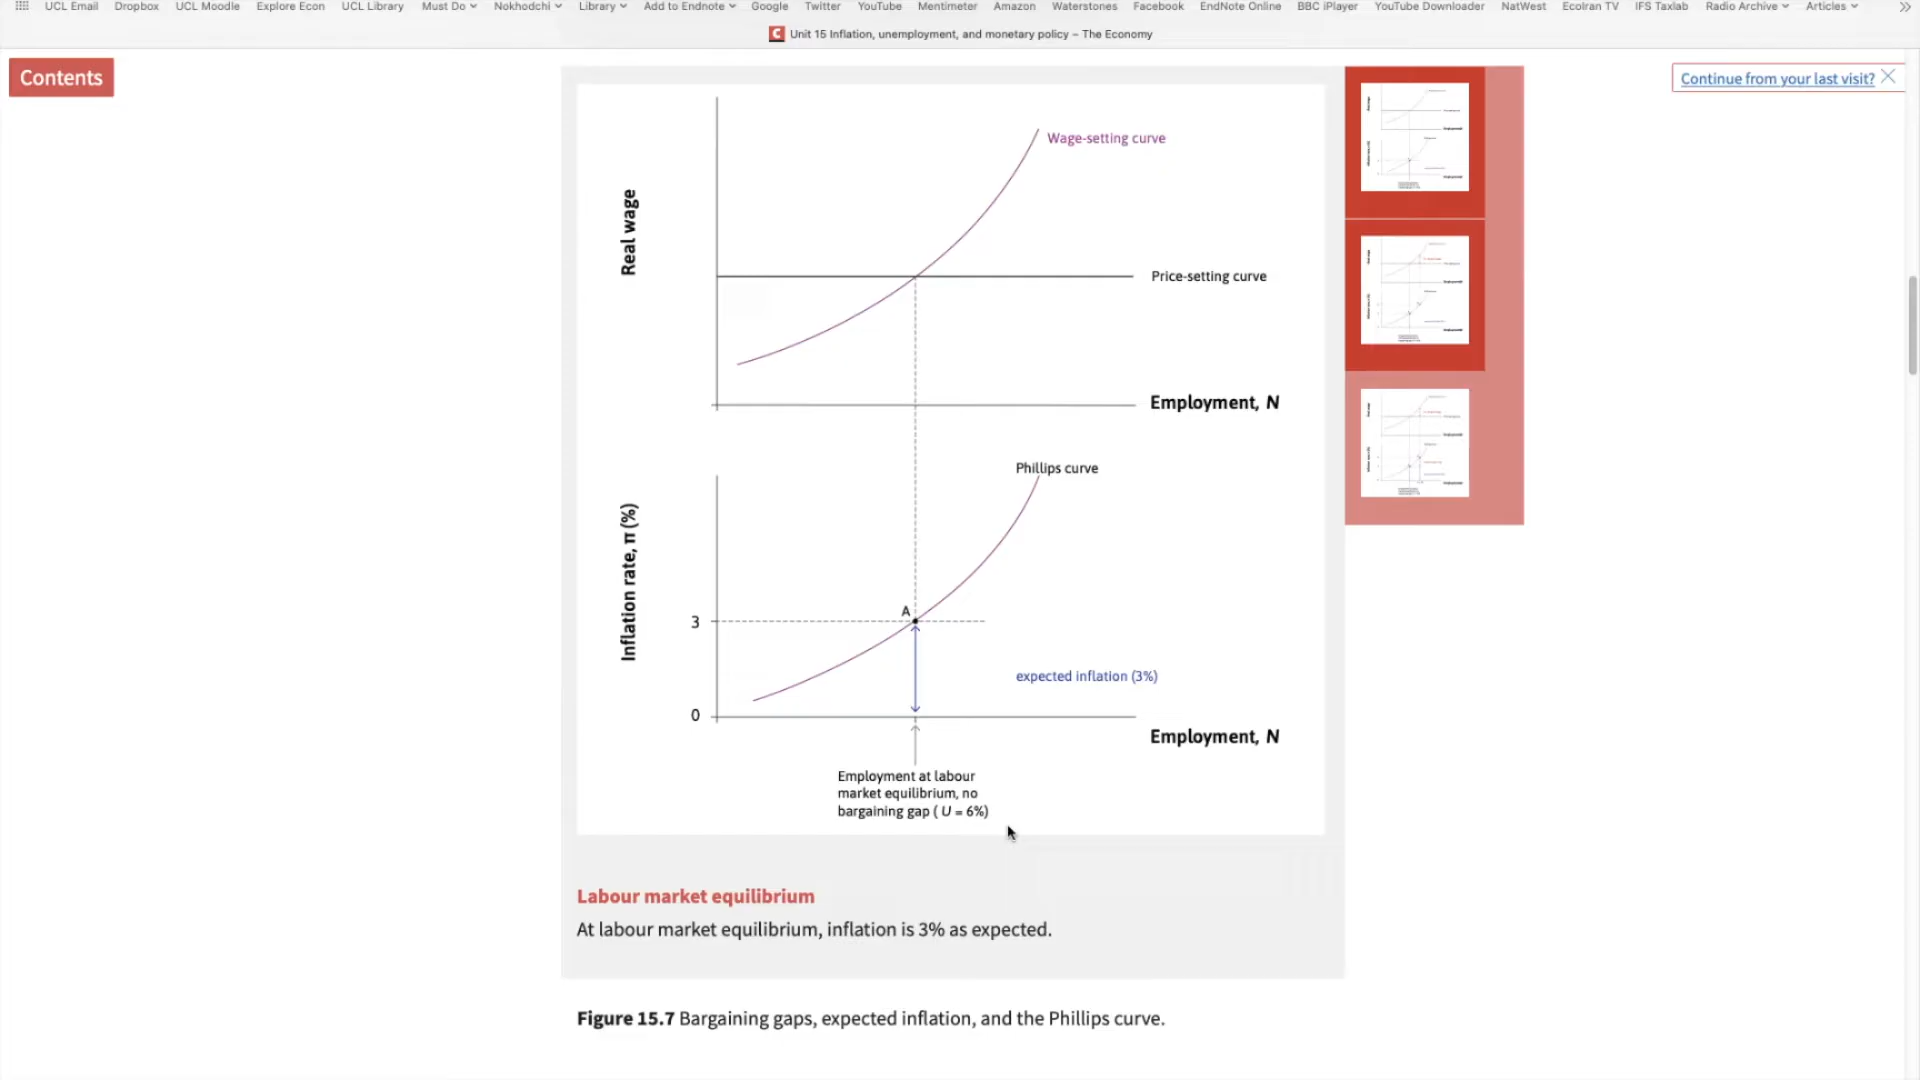 UCL Email Dropbox UCL Moodle Explore Econ UCL Library Must Do Nokhodchi Library Add to Endnote Google Twitter YouTube Mentimeter Amazon Waterstones Facebook EndNote Online BBC iPlayer YouTube Downloader NatWest EcoIran TV IFS Taxlab Radio Archive Articles
C Unit 15 Inflation, unemployment, and monetary policy – The Economy
Contents
Continue from your last visit?
Wage-setting curve
Real wage
Price-setting curve
Employment, N
Phillips curve
Inflation rate, π (%)
A
3
expected inflation (3%)
0
Employment, N
Employment at labour
market equilibrium, no
bargaining gap ( U = 6%)
Labour market equilibrium
At labour market equilibrium, inflation is 3% as expected.
Figure 15.7 Bargaining gaps, expected inflation, and the Phillips curve.